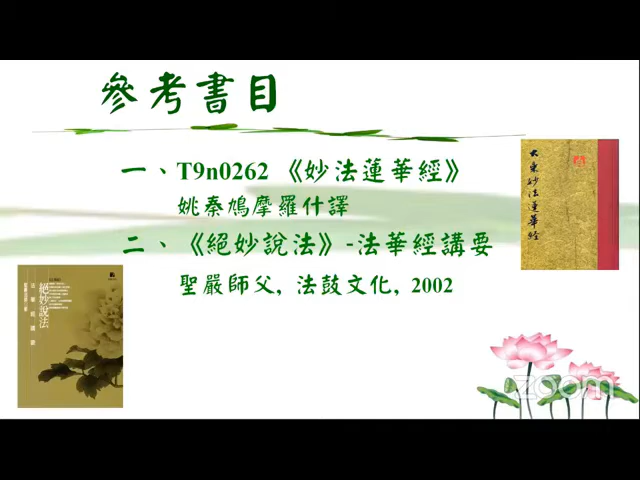 參考書目
一、T9n0262《妙法蓮華經》
姚秦鳩摩羅什譯
二、《絕妙說法》-法華經講要
聖嚴師父, 法鼓文化, 2002
大乘妙法蓮華經
絕妙說法
法華經講要
zoom